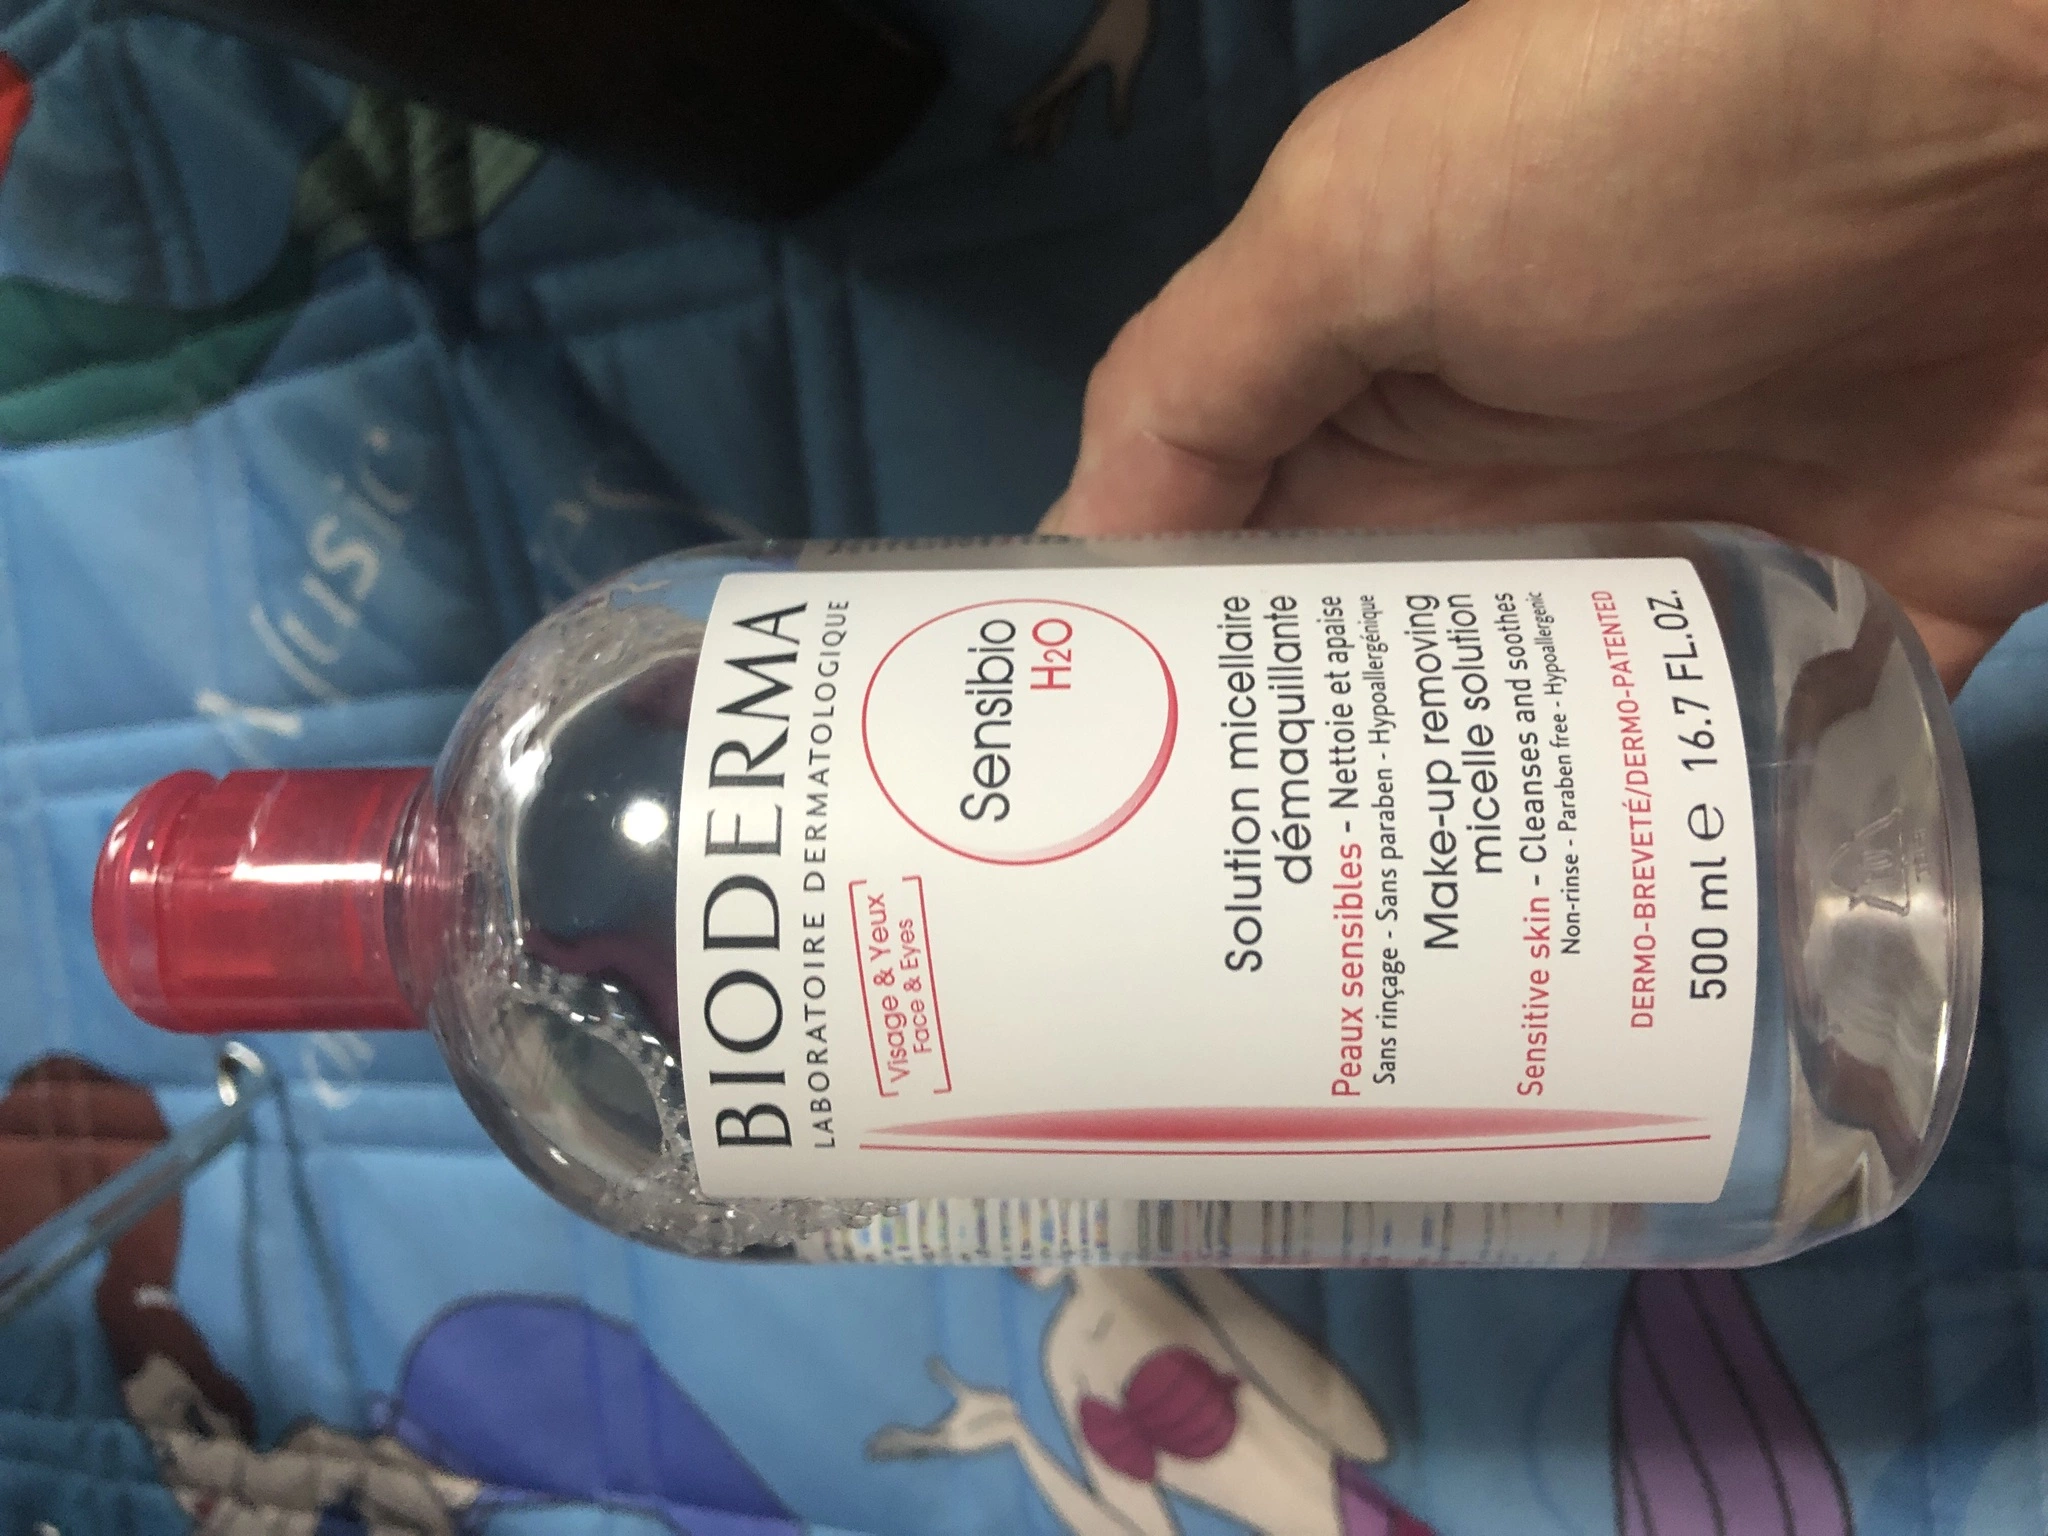 BIODERMA
LABORATOIRE DERMATOLOGIQUE
Visage & Yeux
Face & Eyes
Sensibio
H2O
Solution micellaire
démaquillante
Peaux sensibles - Nettoie et apaise
Sans rinçage - Sans paraben - Hypoallergénique
Make-up removing
micelle solution
Sensitive skin - Cleanses and soothes
Non-rinse - Paraben free - Hypoallergenic
DERMO-BREVETÉ/DERMO-PATENTED
500 ml e 16.7 FL.OZ.
Music